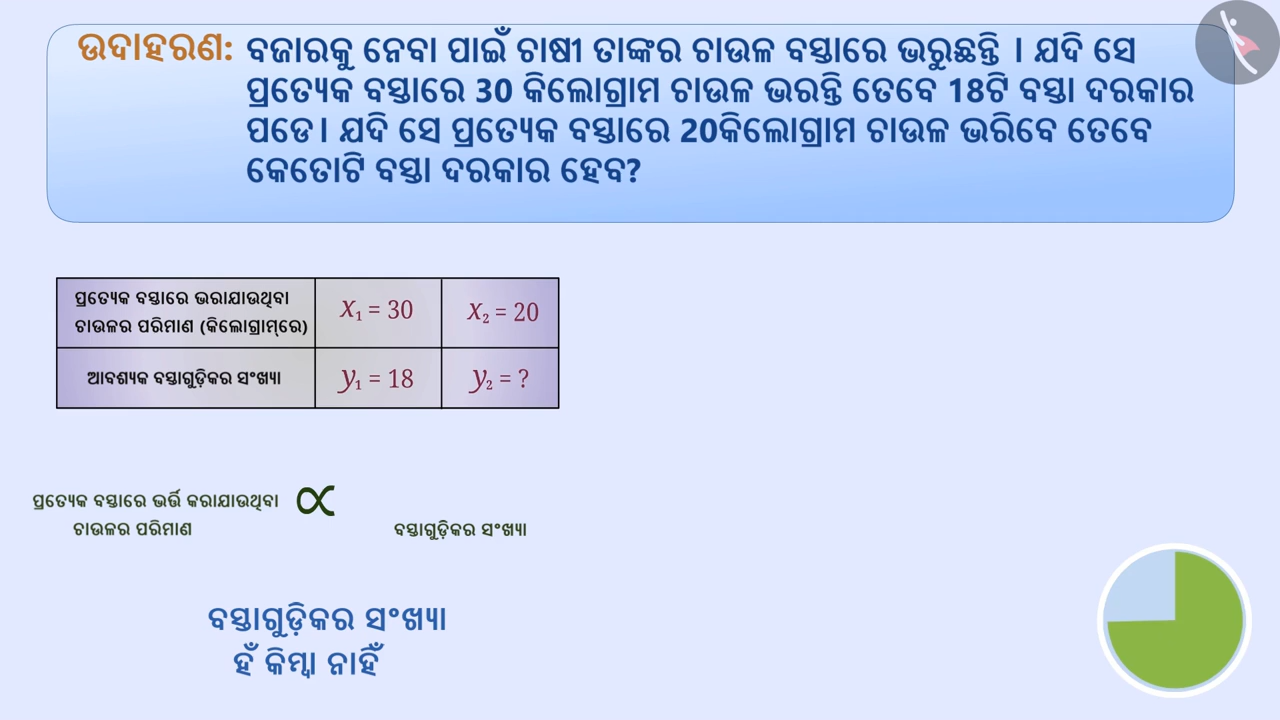 ଉଦାହରଣ: ବଜାରକୁ ନେବା ପାଇଁ ଚାଷୀ ତାଙ୍କର ଚାଉଳ ବସ୍ତାରେ ଭରୁଛନ୍ତି । ଯଦି ସେ
ପ୍ରତ୍ୟେକ ବସ୍ତାରେ 30 କିଲୋଗ୍ରାମ ଚାଉଳ ଭରନ୍ତି ତେବେ 18ଟି ବସ୍ତା ଦରକାର
ପଡେ। ଯଦି ସେ ପ୍ରତ୍ୟେକ ବସ୍ତାରେ 20କିଲୋଗ୍ରାମ ଚାଉଳ ଭରିବେ ତେବେ
କେତୋଟି ବସ୍ତା ଦରକାର ହେବ?
ପ୍ରତ୍ୟେକ ବସ୍ତାରେ ଭରାଯାଉଥିବା
ଚାଉଳର ପରିମାଣ (କିଲୋଗ୍ରାମ୍‌ରେ) x₁ = 30 x₂ = 20
ଆବଶ୍ୟକ ବସ୍ତାଗୁଡ଼ିକର ସଂଖ୍ୟା y₁ = 18 y₂ = ?
ପ୍ରତ୍ୟେକ ବସ୍ତାରେ ଭର୍ତ୍ତି କରାଯାଉଥିବା ∝
ଚାଉଳର ପରିମାଣ ବସ୍ତାଗୁଡ଼ିକର ସଂଖ୍ୟା
ବସ୍ତାଗୁଡ଼ିକର ସଂଖ୍ୟା
ହଁ କିମ୍ବା ନାହିଁ